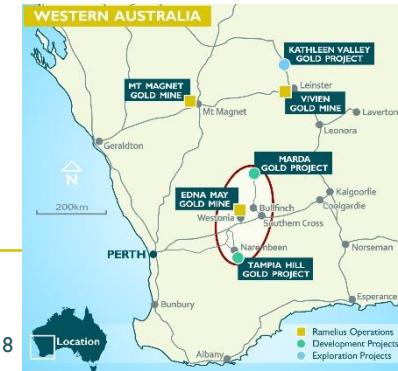 WESTERN AUSTRALIA
KATHLEEN VALLEY
GOLD PROJECT
MT MAGNET
GOLD MINE
Leinster
VIVIEN
GOLD MINE
Mt Magnet
Laverton
Leonora
Geraldton
MARDA
GOLD PROJECT
N
200km
EDNA MAY
GOLD MINE
Bullfinch
Kalgoorlie
Coolgardie
Westonia
Southern Cross
PERTH
Narembeen
Norseman
TAMPIA HILL
GOLD PROJECT
Bunbury
Esperance
8
Location
Albany
Ramelius Operations
Development Projects
Exploration Projects